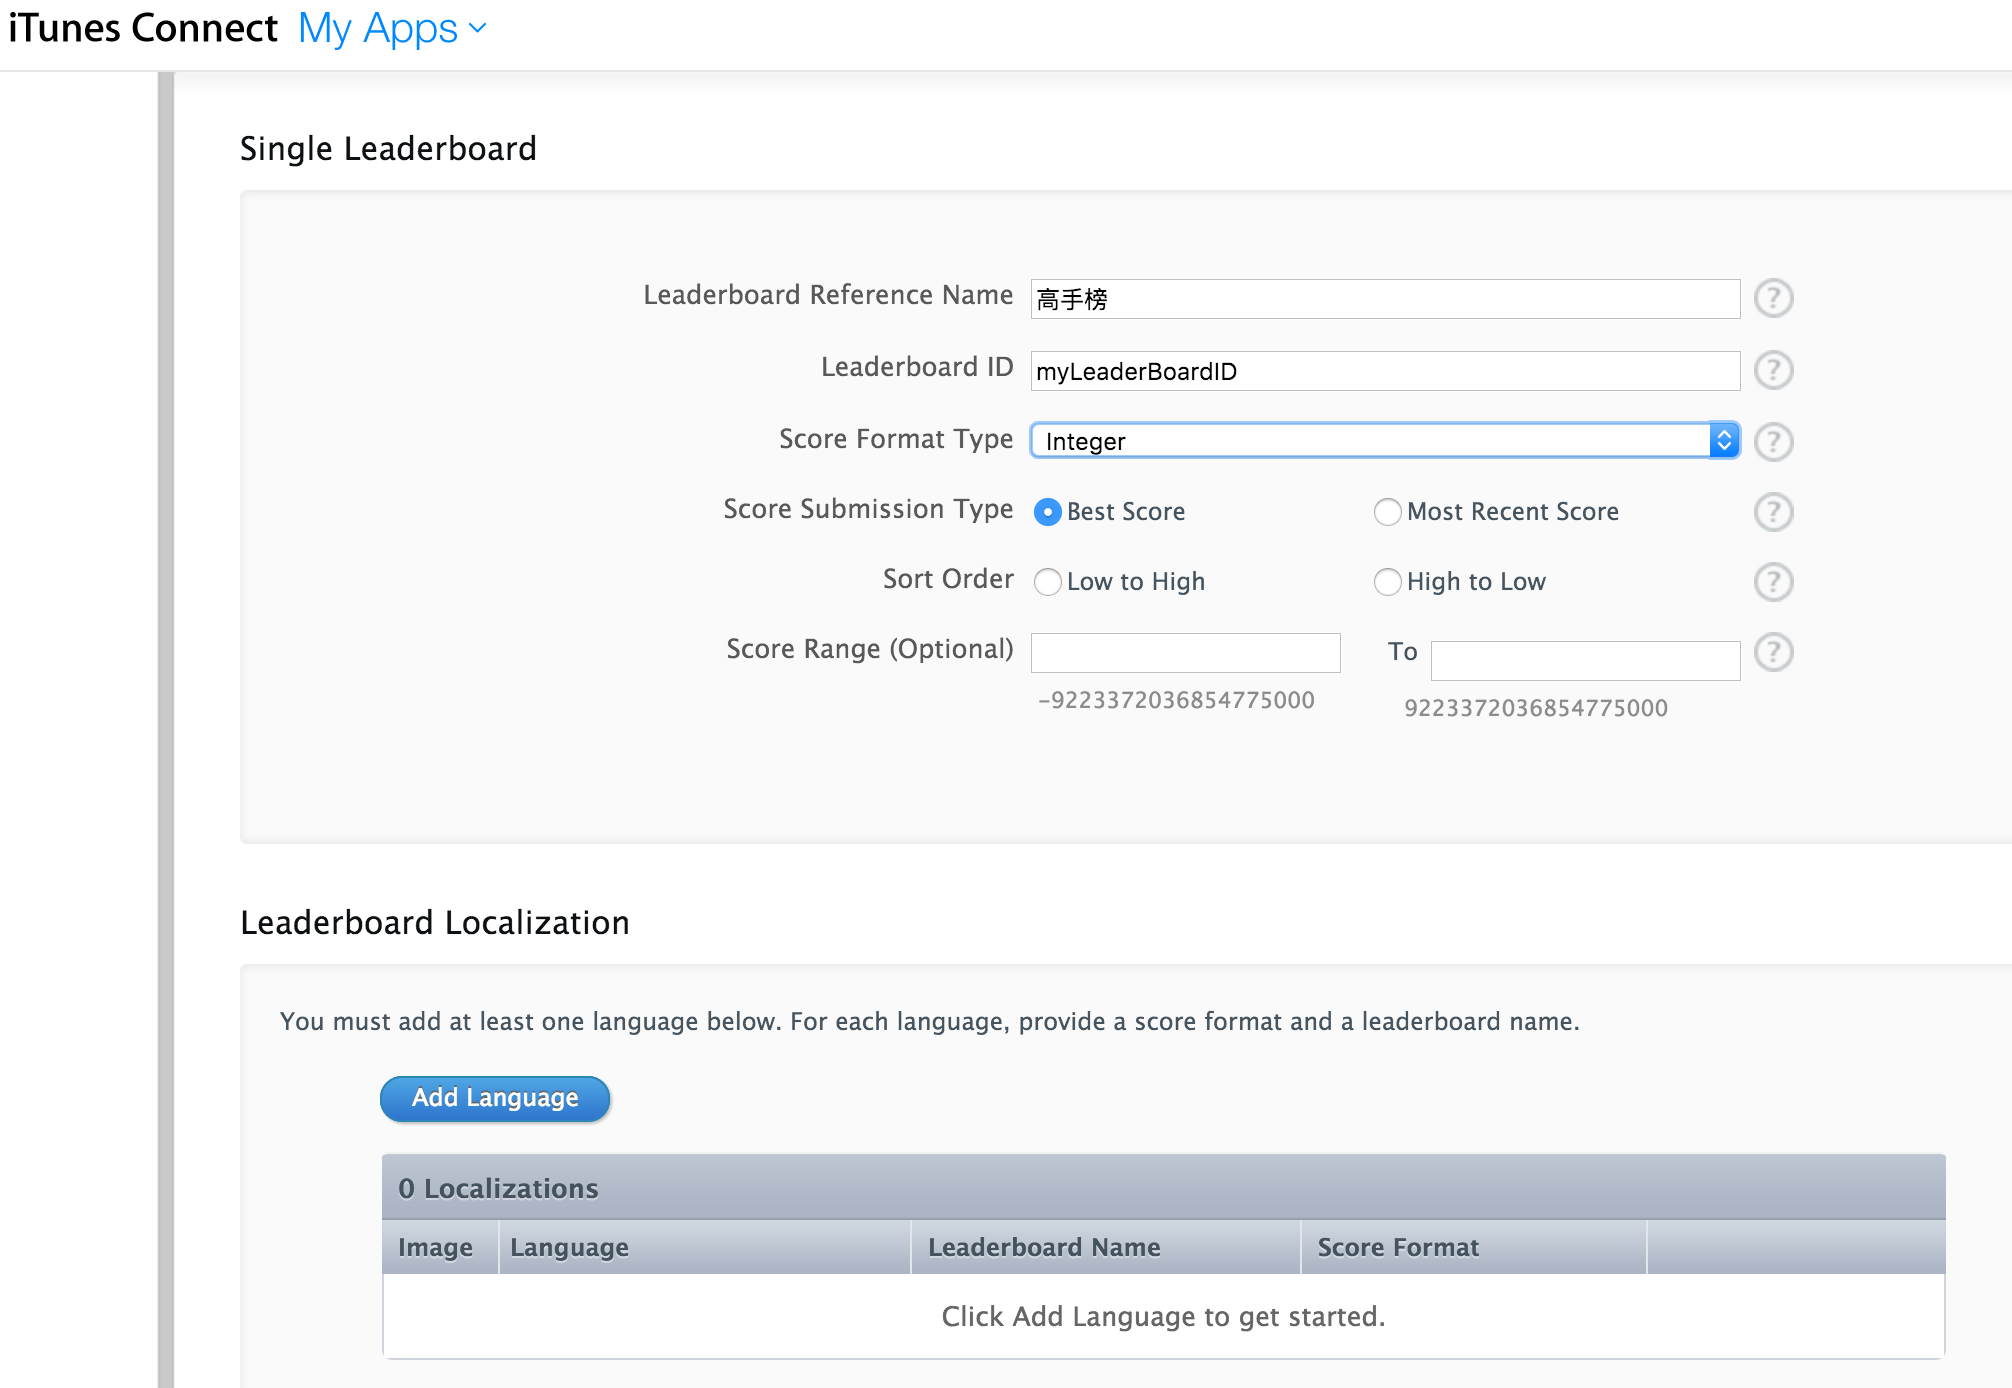 iTunes Connect My Apps
Single Leaderboard
Leaderboard Reference Name 高手榜 ?
Leaderboard ID myLeaderBoardID ?
Score Format Type Integer ?
Score Submission Type Best Score Most Recent Score ?
Sort Order Low to High High to Low ?
Score Range (Optional) To ?
-9223372036854775000 9223372036854775000
Leaderboard Localization
You must add at least one language below. For each language, provide a score format and a leaderboard name.
Add Language
0 Localizations
Image Language Leaderboard Name Score Format
Click Add Language to get started.